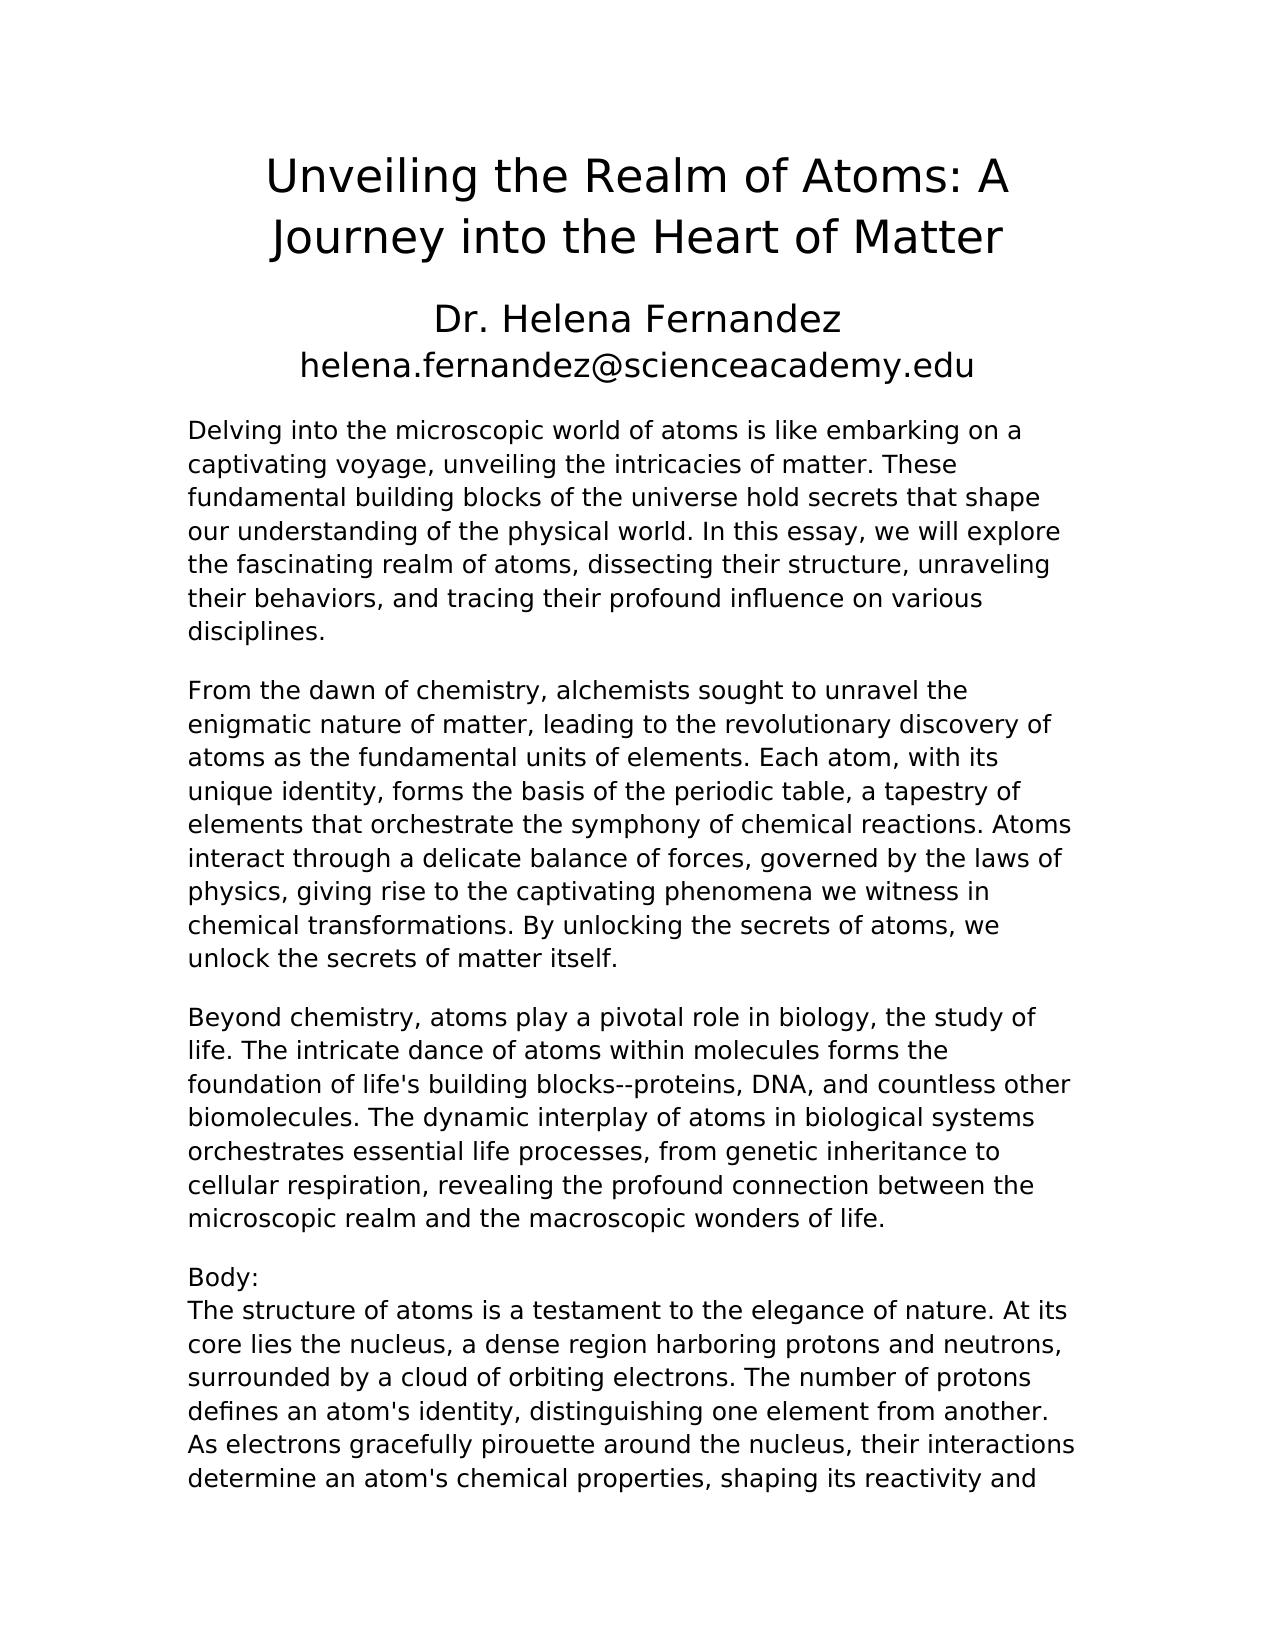 Unveiling the Realm of Atoms: A
Journey into the Heart of Matter
Dr. Helena Fernandez
helena.fernandez@scienceacademy.edu
Delving into the microscopic world of atoms is like embarking on a
captivating voyage, unveiling the intricacies of matter. These
fundamental building blocks of the universe hold secrets that shape
our understanding of the physical world. In this essay, we will explore
the fascinating realm of atoms, dissecting their structure, unraveling
their behaviors, and tracing their profound influence on various
disciplines.
From the dawn of chemistry, alchemists sought to unravel the
enigmatic nature of matter, leading to the revolutionary discovery of
atoms as the fundamental units of elements. Each atom, with its
unique identity, forms the basis of the periodic table, a tapestry of
elements that orchestrate the symphony of chemical reactions. Atoms
interact through a delicate balance of forces, governed by the laws of
physics, giving rise to the captivating phenomena we witness in
chemical transformations. By unlocking the secrets of atoms, we
unlock the secrets of matter itself.
Beyond chemistry, atoms play a pivotal role in biology, the study of
life. The intricate dance of atoms within molecules forms the
foundation of life's building blocks--proteins, DNA, and countless other
biomolecules. The dynamic interplay of atoms in biological systems
orchestrates essential life processes, from genetic inheritance to
cellular respiration, revealing the profound connection between the
microscopic realm and the macroscopic wonders of life.
Body:
The structure of atoms is a testament to the elegance of nature. At its
core lies the nucleus, a dense region harboring protons and neutrons,
surrounded by a cloud of orbiting electrons. The number of protons
defines an atom's identity, distinguishing one element from another.
As electrons gracefully pirouette around the nucleus, their interactions
determine an atom's chemical properties, shaping its reactivity and